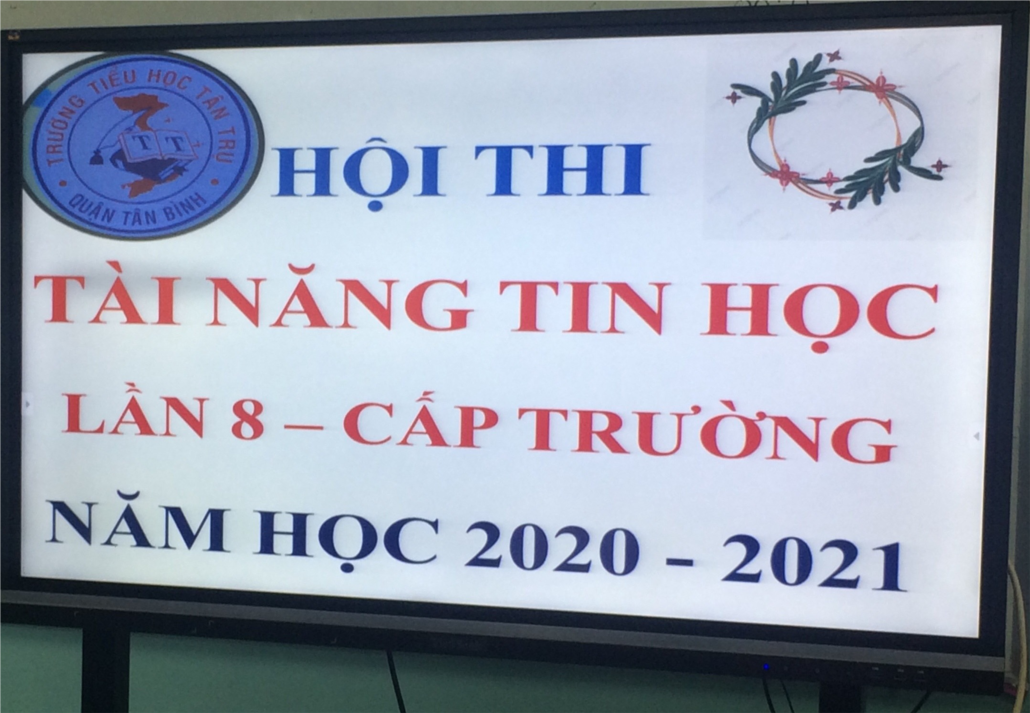 TRƯỜNG TIỂU HỌC TÂN TRỤ
T T
QUẬN TÂN BÌNH
HỘI THI
TÀI NĂNG TIN HỌC
LẦN 8 – CẤP TRƯỜNG
NĂM HỌC 2020 - 2021